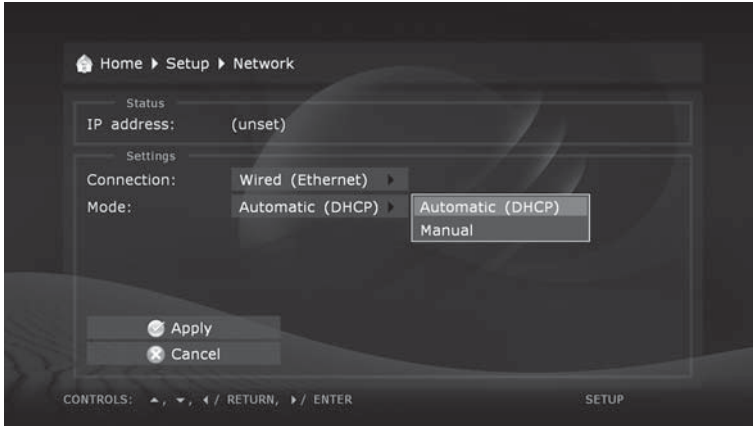 Home ▶ Setup ▶ Network
Status
IP address: (unset)
Settings
Connection: Wired (Ethernet)
Mode: Automatic (DHCP) Automatic (DHCP)
Manual
Apply
Cancel
CONTROLS: ▲, ▼, ◀ / RETURN, ▶ / ENTER SETUP